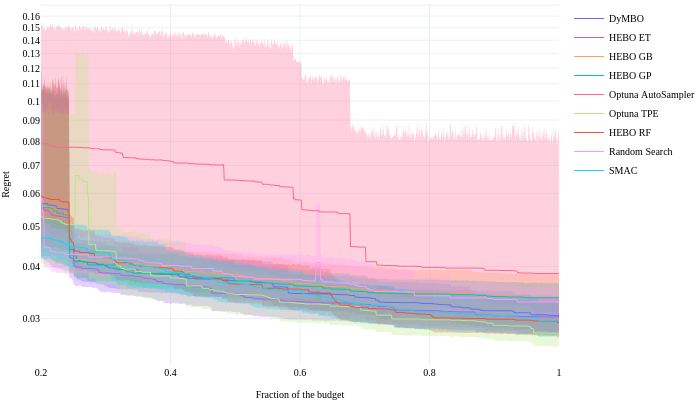 0.16
0.15
0.14
0.13
0.12
0.11
0.1
0.09
0.08
0.07
0.06
0.05
0.04
0.03
Regret
0.2
0.4
0.6
0.8
1
Fraction of the budget
DyMBO
HEBO ET
HEBO GB
HEBO GP
Optuna AutoSampler
Optuna TPE
HEBO RF
Random Search
SMAC